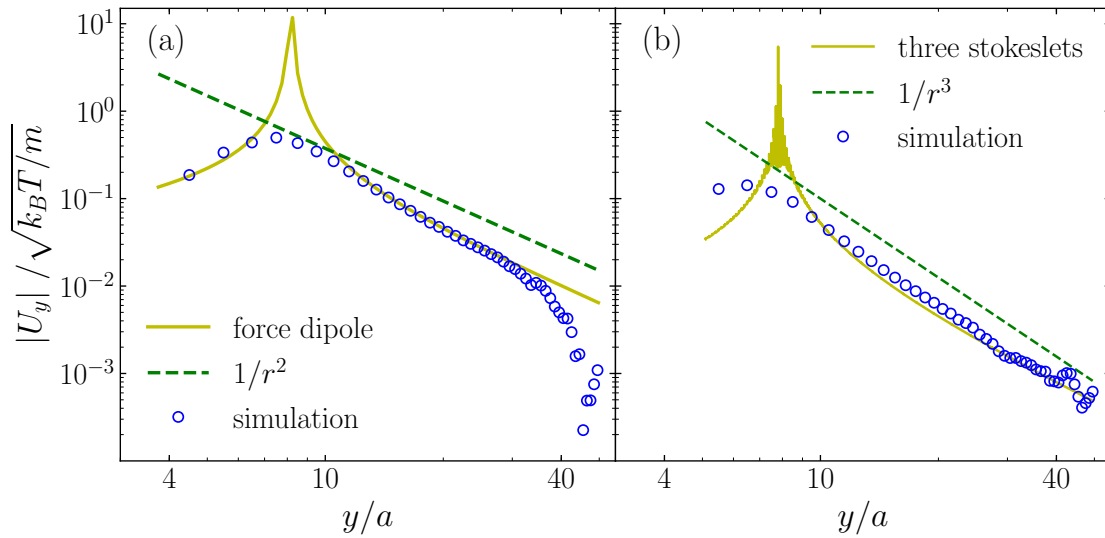 (a)
(b)
|U_y| / √k_BT/m
10^1
10^0
10^{-1}
10^{-2}
10^{-3}
force dipole
1/r^2
simulation
three stokeslets
1/r^3
simulation
4
10
40
4
10
40
y/a
y/a